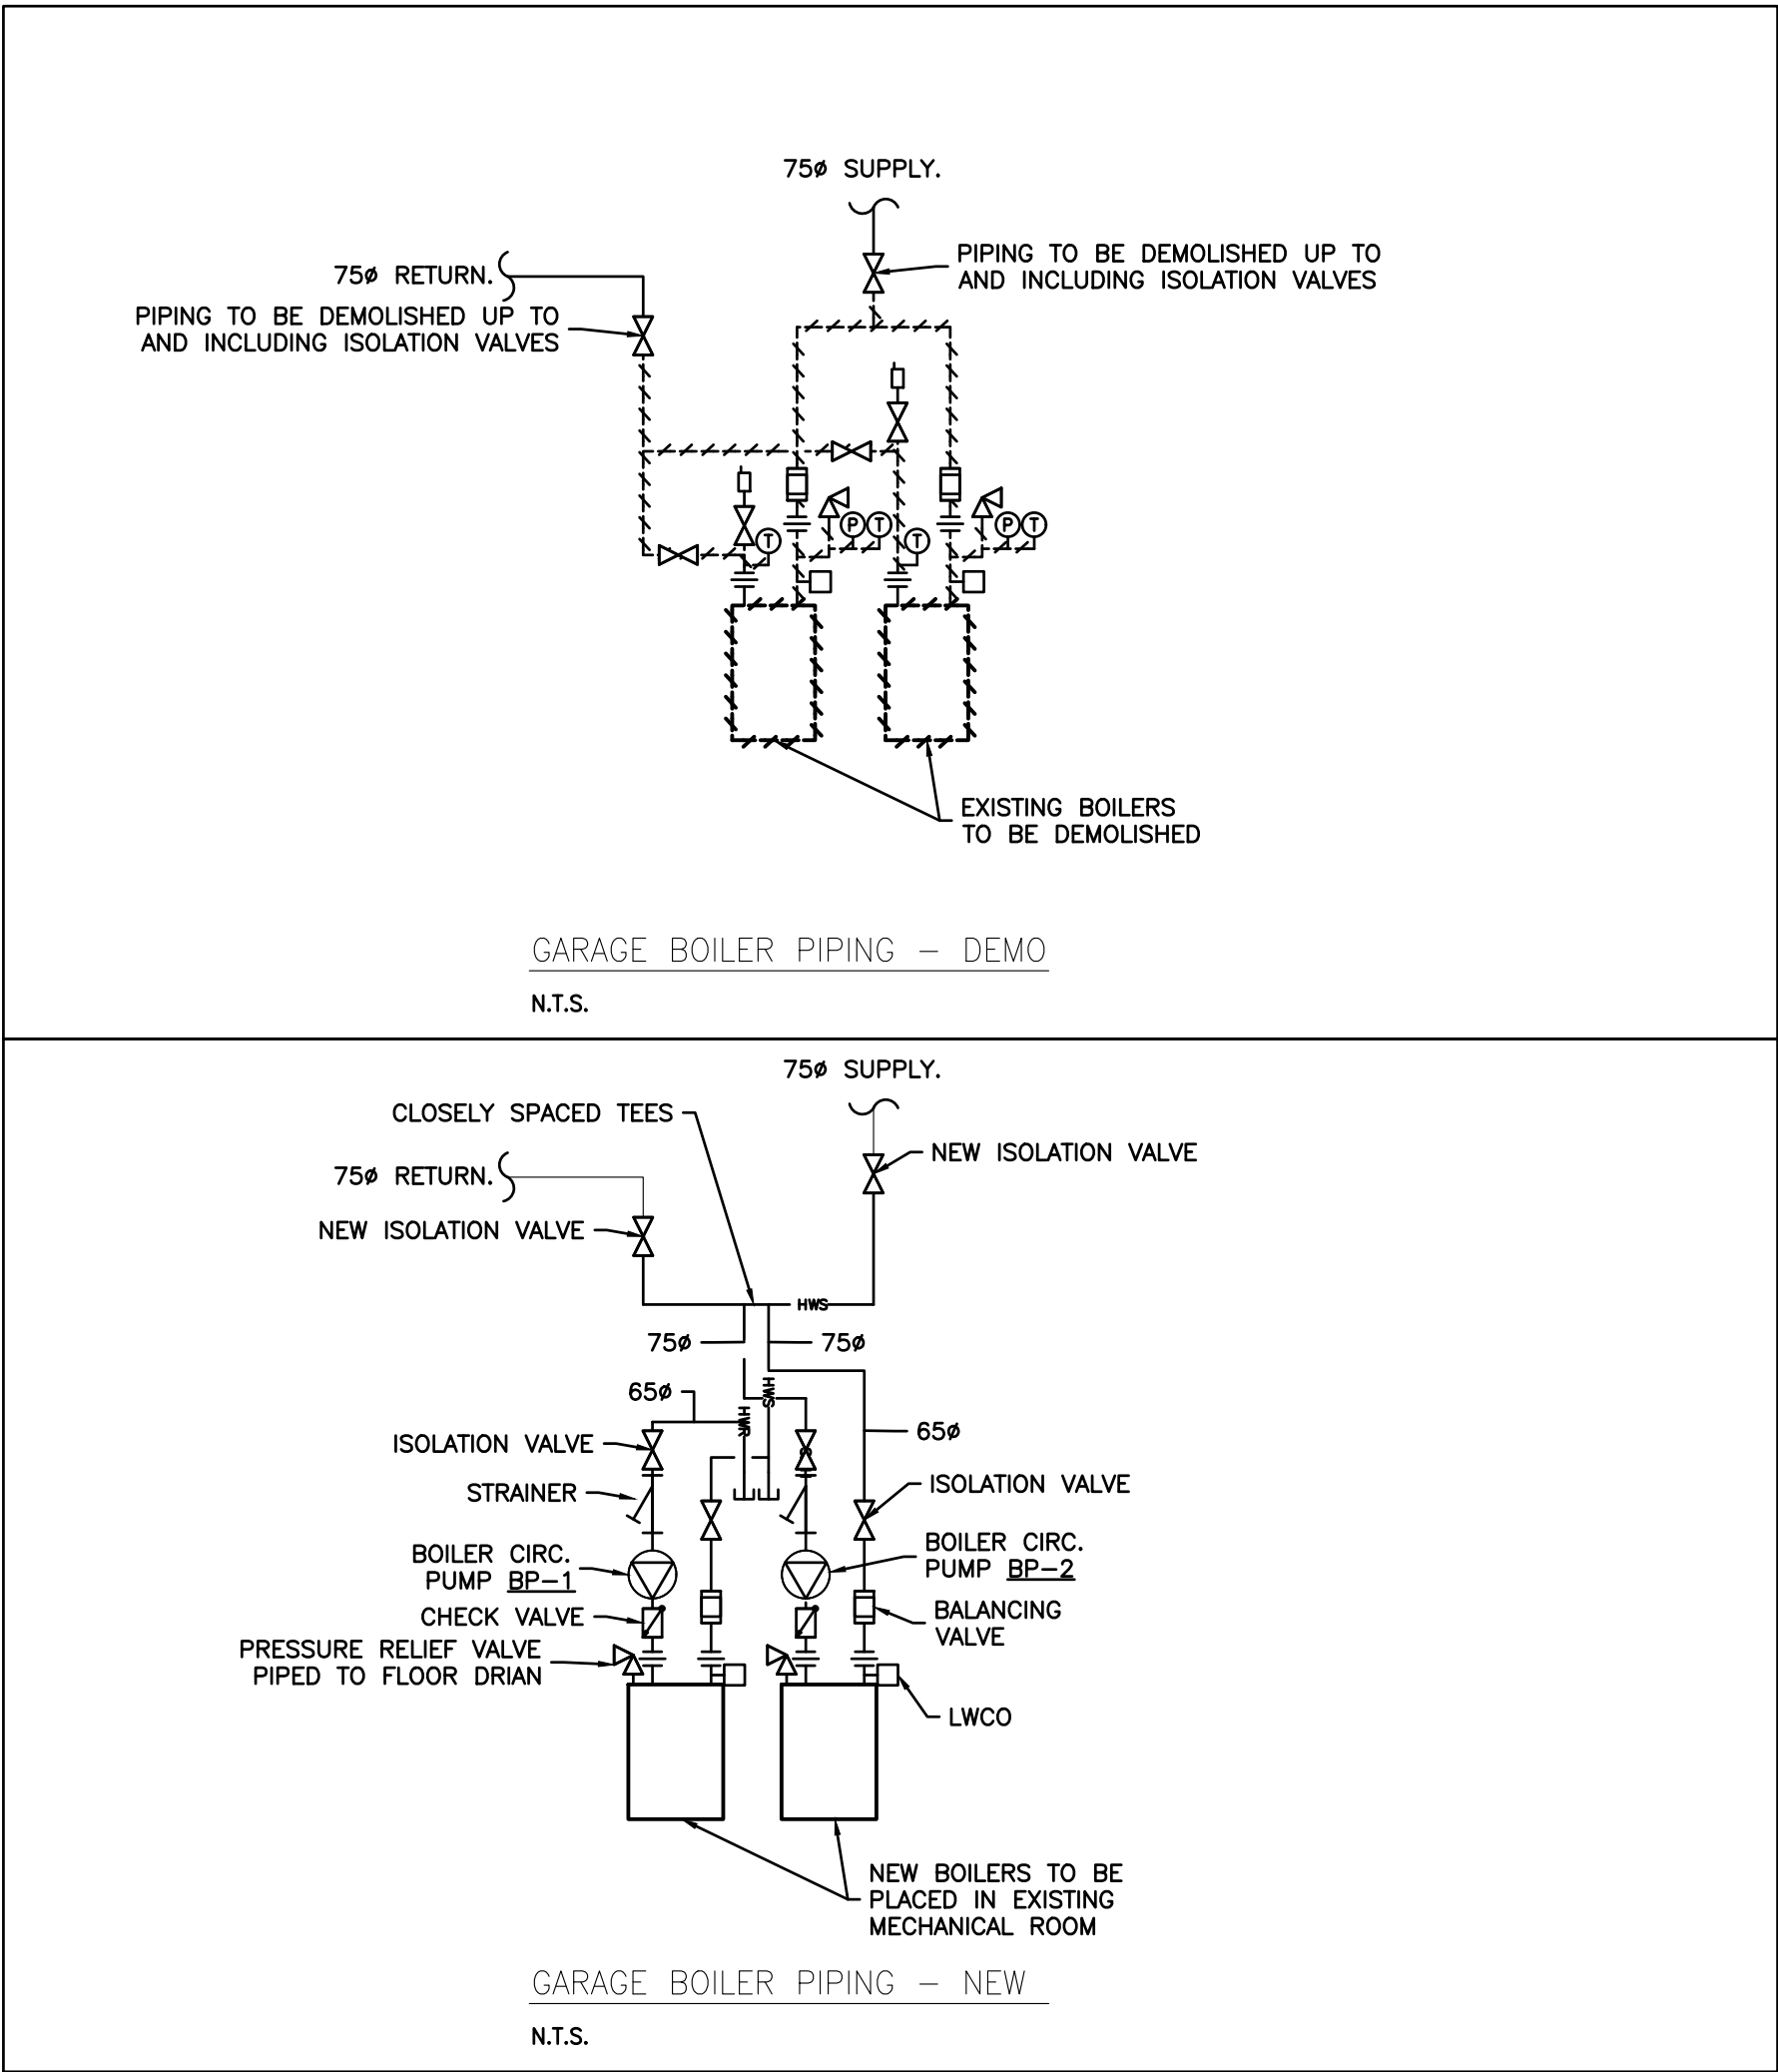 75ø SUPPLY.
PIPING TO BE DEMOLISHED UP TO
AND INCLUDING ISOLATION VALVES
75ø RETURN.
PIPING TO BE DEMOLISHED UP TO
AND INCLUDING ISOLATION VALVES
T
P T
T
P T
EXISTING BOILERS
TO BE DEMOLISHED
GARAGE BOILER PIPING - DEMO
N.T.S.
75ø SUPPLY.
CLOSELY SPACED TEES
NEW ISOLATION VALVE
75ø RETURN.
NEW ISOLATION VALVE
HWS
75ø
75ø
65ø
HWS
HWR
65ø
ISOLATION VALVE
ISOLATION VALVE
STRAINER
BOILER CIRC.
PUMP BP-1
BOILER CIRC.
PUMP BP-2
CHECK VALVE
BALANCING
VALVE
PRESSURE RELIEF VALVE
PIPED TO FLOOR DRIAN
LWCO
NEW BOILERS TO BE
PLACED IN EXISTING
MECHANICAL ROOM
GARAGE BOILER PIPING - NEW
N.T.S.